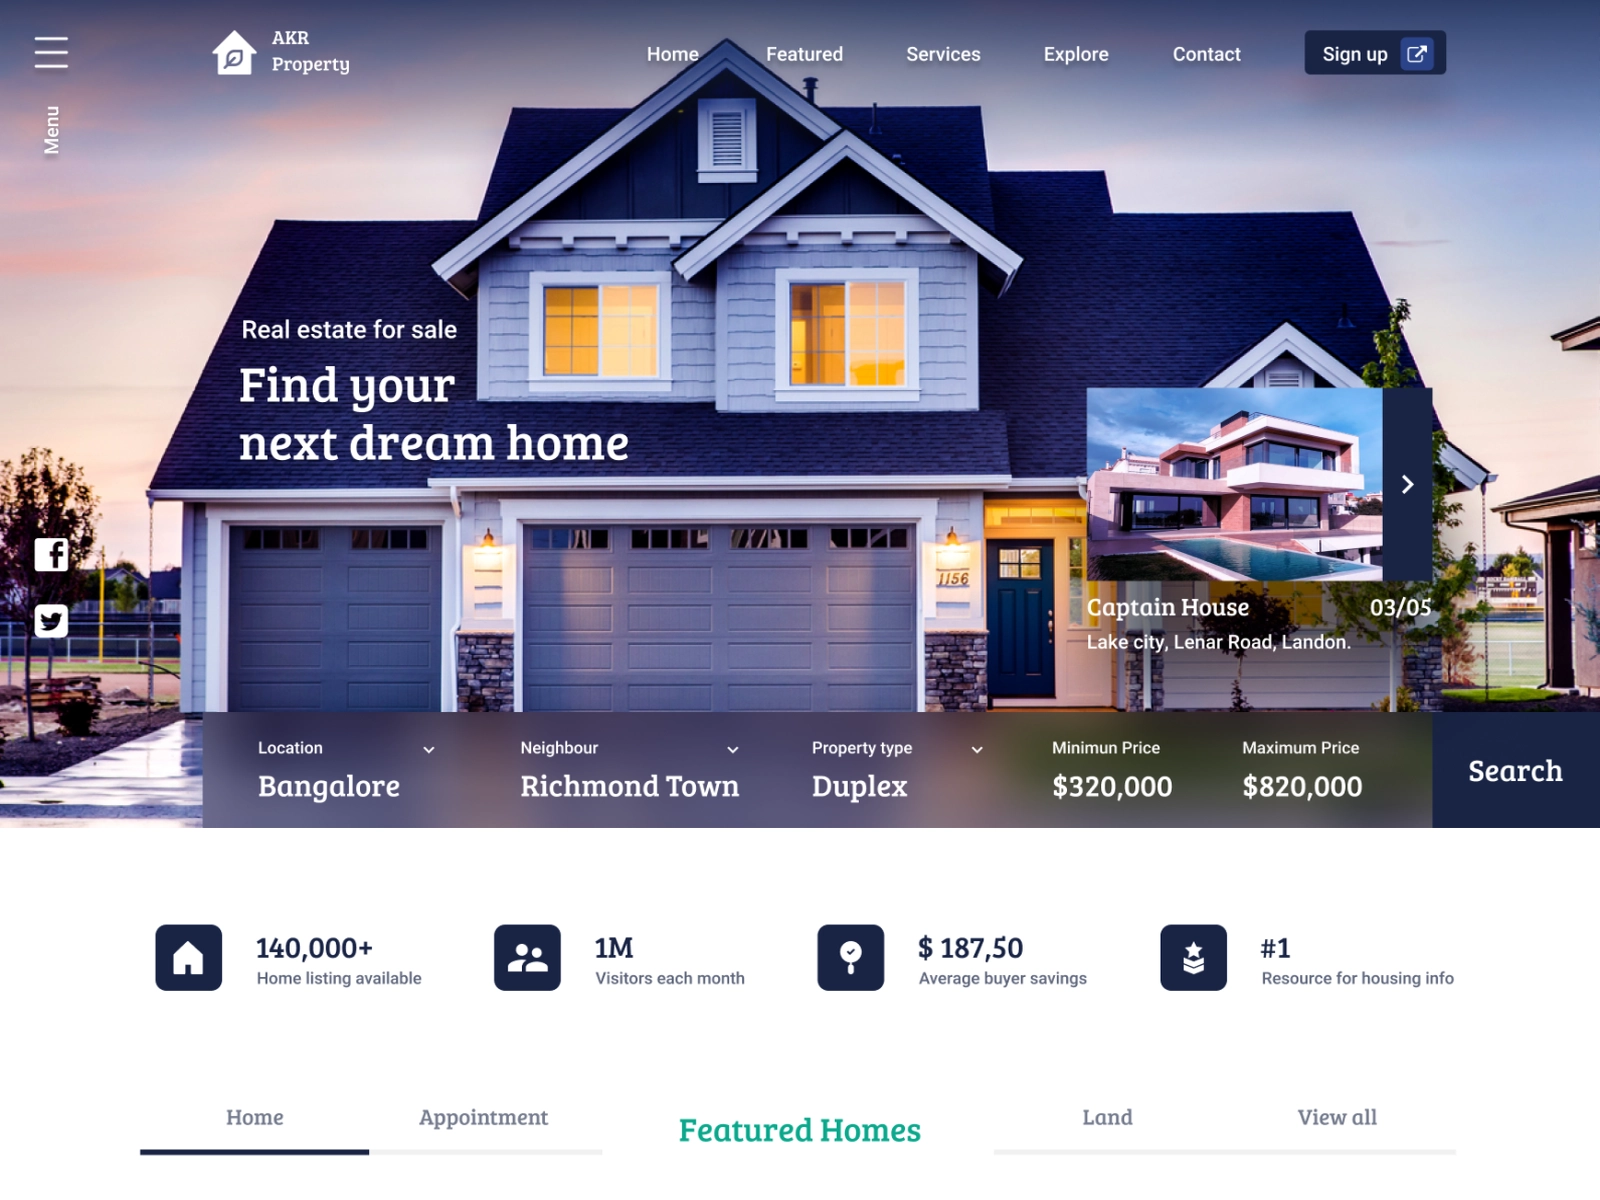 AKR
Property
Home
Featured
Services
Explore
Contact
Sign up
Menu
Real estate for sale
Find your
next dream home
1156
Captain House
03/05
Lake city, Lenar Road, Landon.
Location
Neighbour
Property type
Minimun Price
Maximum Price
Bangalore
Richmond Town
Duplex
$320,000
$820,000
Search
140,000+
Home listing available
1M
Visitors each month
$ 187,50
Average buyer savings
#1
Resource for housing info
Home
Appointment
Featured Homes
Land
View all